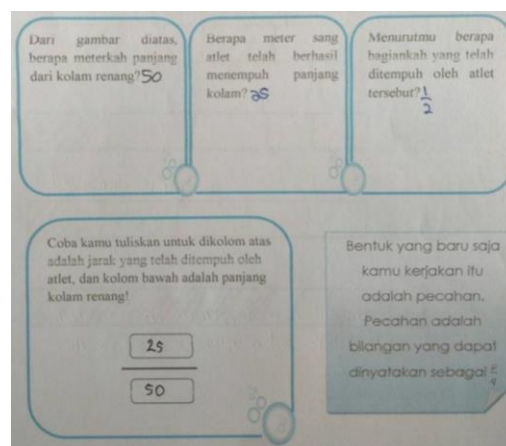 Dari gambar diatas,
berapa meterkah panjang
dari kolam renang? 50
Berapa meter sang
atlet telah berhasil
menempuh panjang
kolam? 25
Menurutmu berapa
bagiankah yang telah
ditempuh oleh atlet
tersebut? 1/2
Coba kamu tuliskan untuk dikolom atas
adalah jarak yang telah ditempuh oleh
atlet, dan kolom bawah adalah panjang
kolam renang!
25
50
Bentuk yang baru saja
kamu kerjakan itu
adalah pecahan.
Pecahan adalah
bilangan yang dapat
dinyatakan sebagai